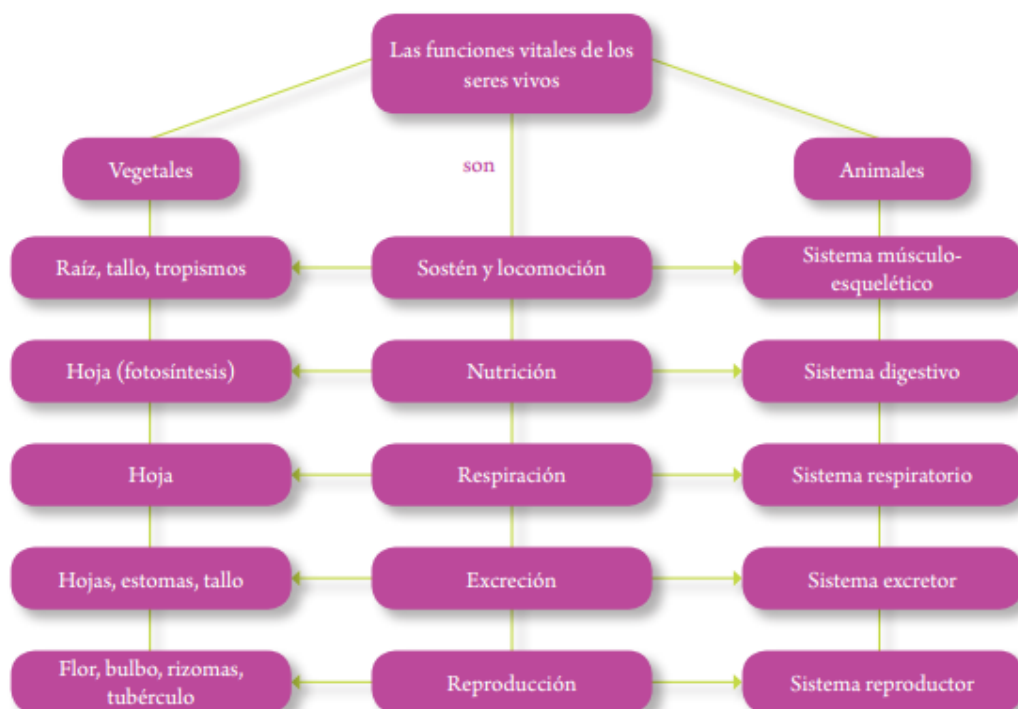 Las funciones vitales de los
seres vivos
Vegetales
son
Animales
Raíz, tallo, tropismos
Sostén y locomoción
Sistema músculo-
esquelético
Hoja (fotosíntesis)
Nutrición
Sistema digestivo
Hoja
Respiración
Sistema respiratorio
Hojas, estomas, tallo
Excreción
Sistema excretor
Flor, bulbo, rizomas,
tubérculo
Reproducción
Sistema reproductor